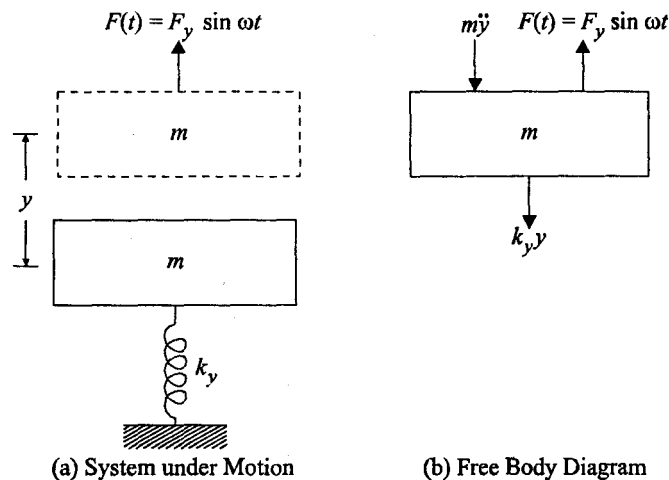 F(t) = F_y sin ωt
mÿ
F(t) = F_y sin ωt
m
m
y
m
k_y y
k_y
(a) System under Motion
(b) Free Body Diagram